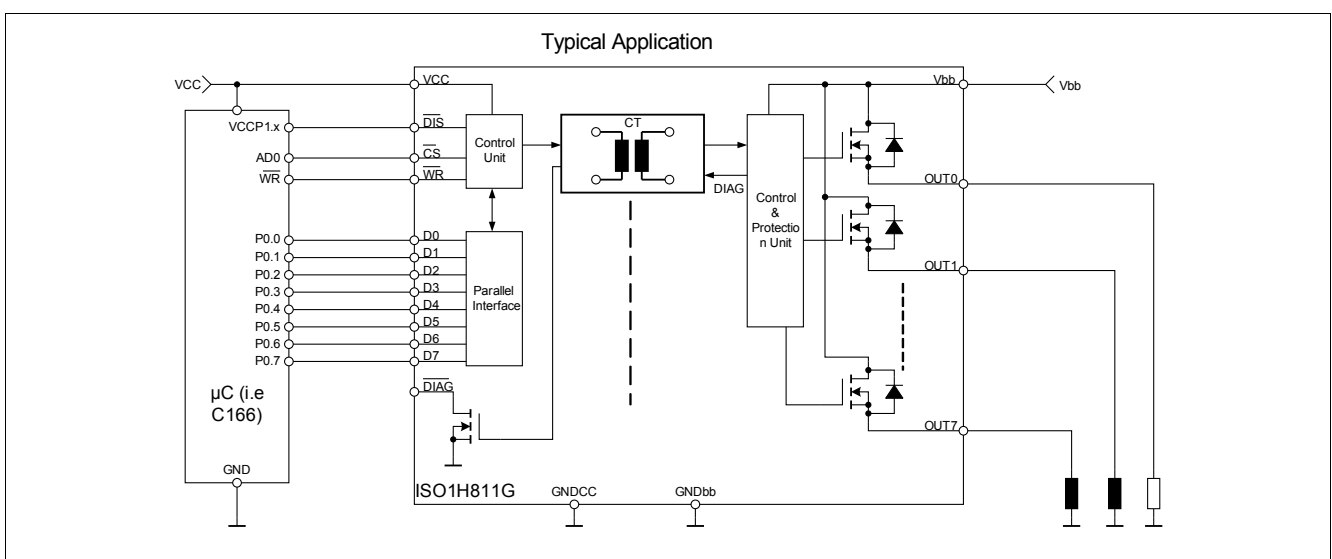 Typical Application
VCC
VCC
Vbb
Vbb
VCCP1.x
DIS
Control
Unit
CT
AD0
CS
WR
WR
DIAG
OUT0
Control
&
Protectio
n Unit
P0.0
D0
P0.1
D1
OUT1
P0.2
D2
P0.3
D3
Parallel
Interface
P0.4
D4
P0.5
D5
P0.6
D6
P0.7
D7
µC (i.e
C166)
DIAG
OUT7
GND
ISO1H811G
GNDCC
GNDbb